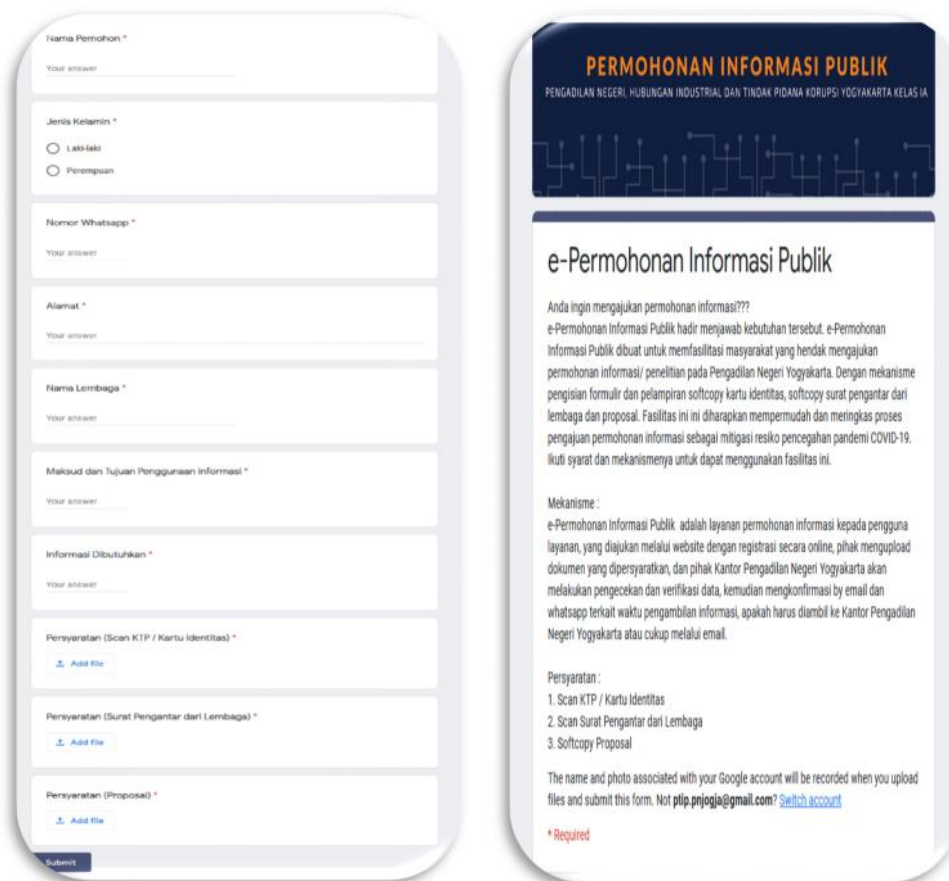 Nama Pemohon *
Your answer
Jenis Kelamin *
Laki-laki
Perempuan
Nomor Whatsapp *
Your answer
Alamat *
Your answer
Nama Lembaga *
Your answer
Maksud dan Tujuan Penggunaan Informasi *
Your answer
Informasi Dibutuhkan *
Your answer
Persyaratan (Scan KTP / Kartu Identitas) *
Add file
Persyaratan (Surat Pengantar dari Lembaga) *
Add file
Persyaratan (Proposal) *
Add file
Submit
PERMOHONAN INFORMASI PUBLIK
PENGADILAN NEGERI, HUBUNGAN INDUSTRIAL DAN TINDAK PIDANA KORUPSI YOGYAKARTA KELAS IA
e-Permohonan Informasi Publik
Anda ingin mengajukan permohonan informasi???
e-Permohonan Informasi Publik hadir menjawab kebutuhan tersebut. e-Permohonan
Informasi Publik dibuat untuk memfasilitasi masyarakat yang hendak mengajukan
permohonan informasi/ penelitian pada Pengadilan Negeri Yogyakarta. Dengan mekanisme
pengisian formulir dan pelampiran softcopy kartu identitas, softcopy surat pengantar dari
lembaga dan proposal. Fasilitas ini ini diharapkan mempermudah dan meringkas proses
pengajuan permohonan informasi sebagai mitigasi resiko pencegahan pandemi COVID-19.
Ikuti syarat dan mekanismenya untuk dapat menggunakan fasilitas ini.
Mekanisme :
e-Permohonan Informasi Publik adalah layanan permohonan informasi kepada pengguna
layanan, yang diajukan melalui website dengan registrasi secara online, pihak mengupload
dokumen yang dipersyaratkan, dan pihak Kantor Pengadilan Negeri Yogyakarta akan
melakukan pengecekan dan verifikasi data, kemudian mengkonfirmasi by email dan
whatsapp terkait waktu pengambilan informasi, apakah harus diambil ke Kantor Pengadilan
Negeri Yogyakarta atau cukup melalui email.
Persyaratan :
1. Scan KTP / Kartu Identitas
2. Scan Surat Pengantar dari Lembaga
3. Softcopy Proposal
The name and photo associated with your Google account will be recorded when you upload
files and submit this form. Not ptip.pnjogja@gmail.com? Switch account
* Required